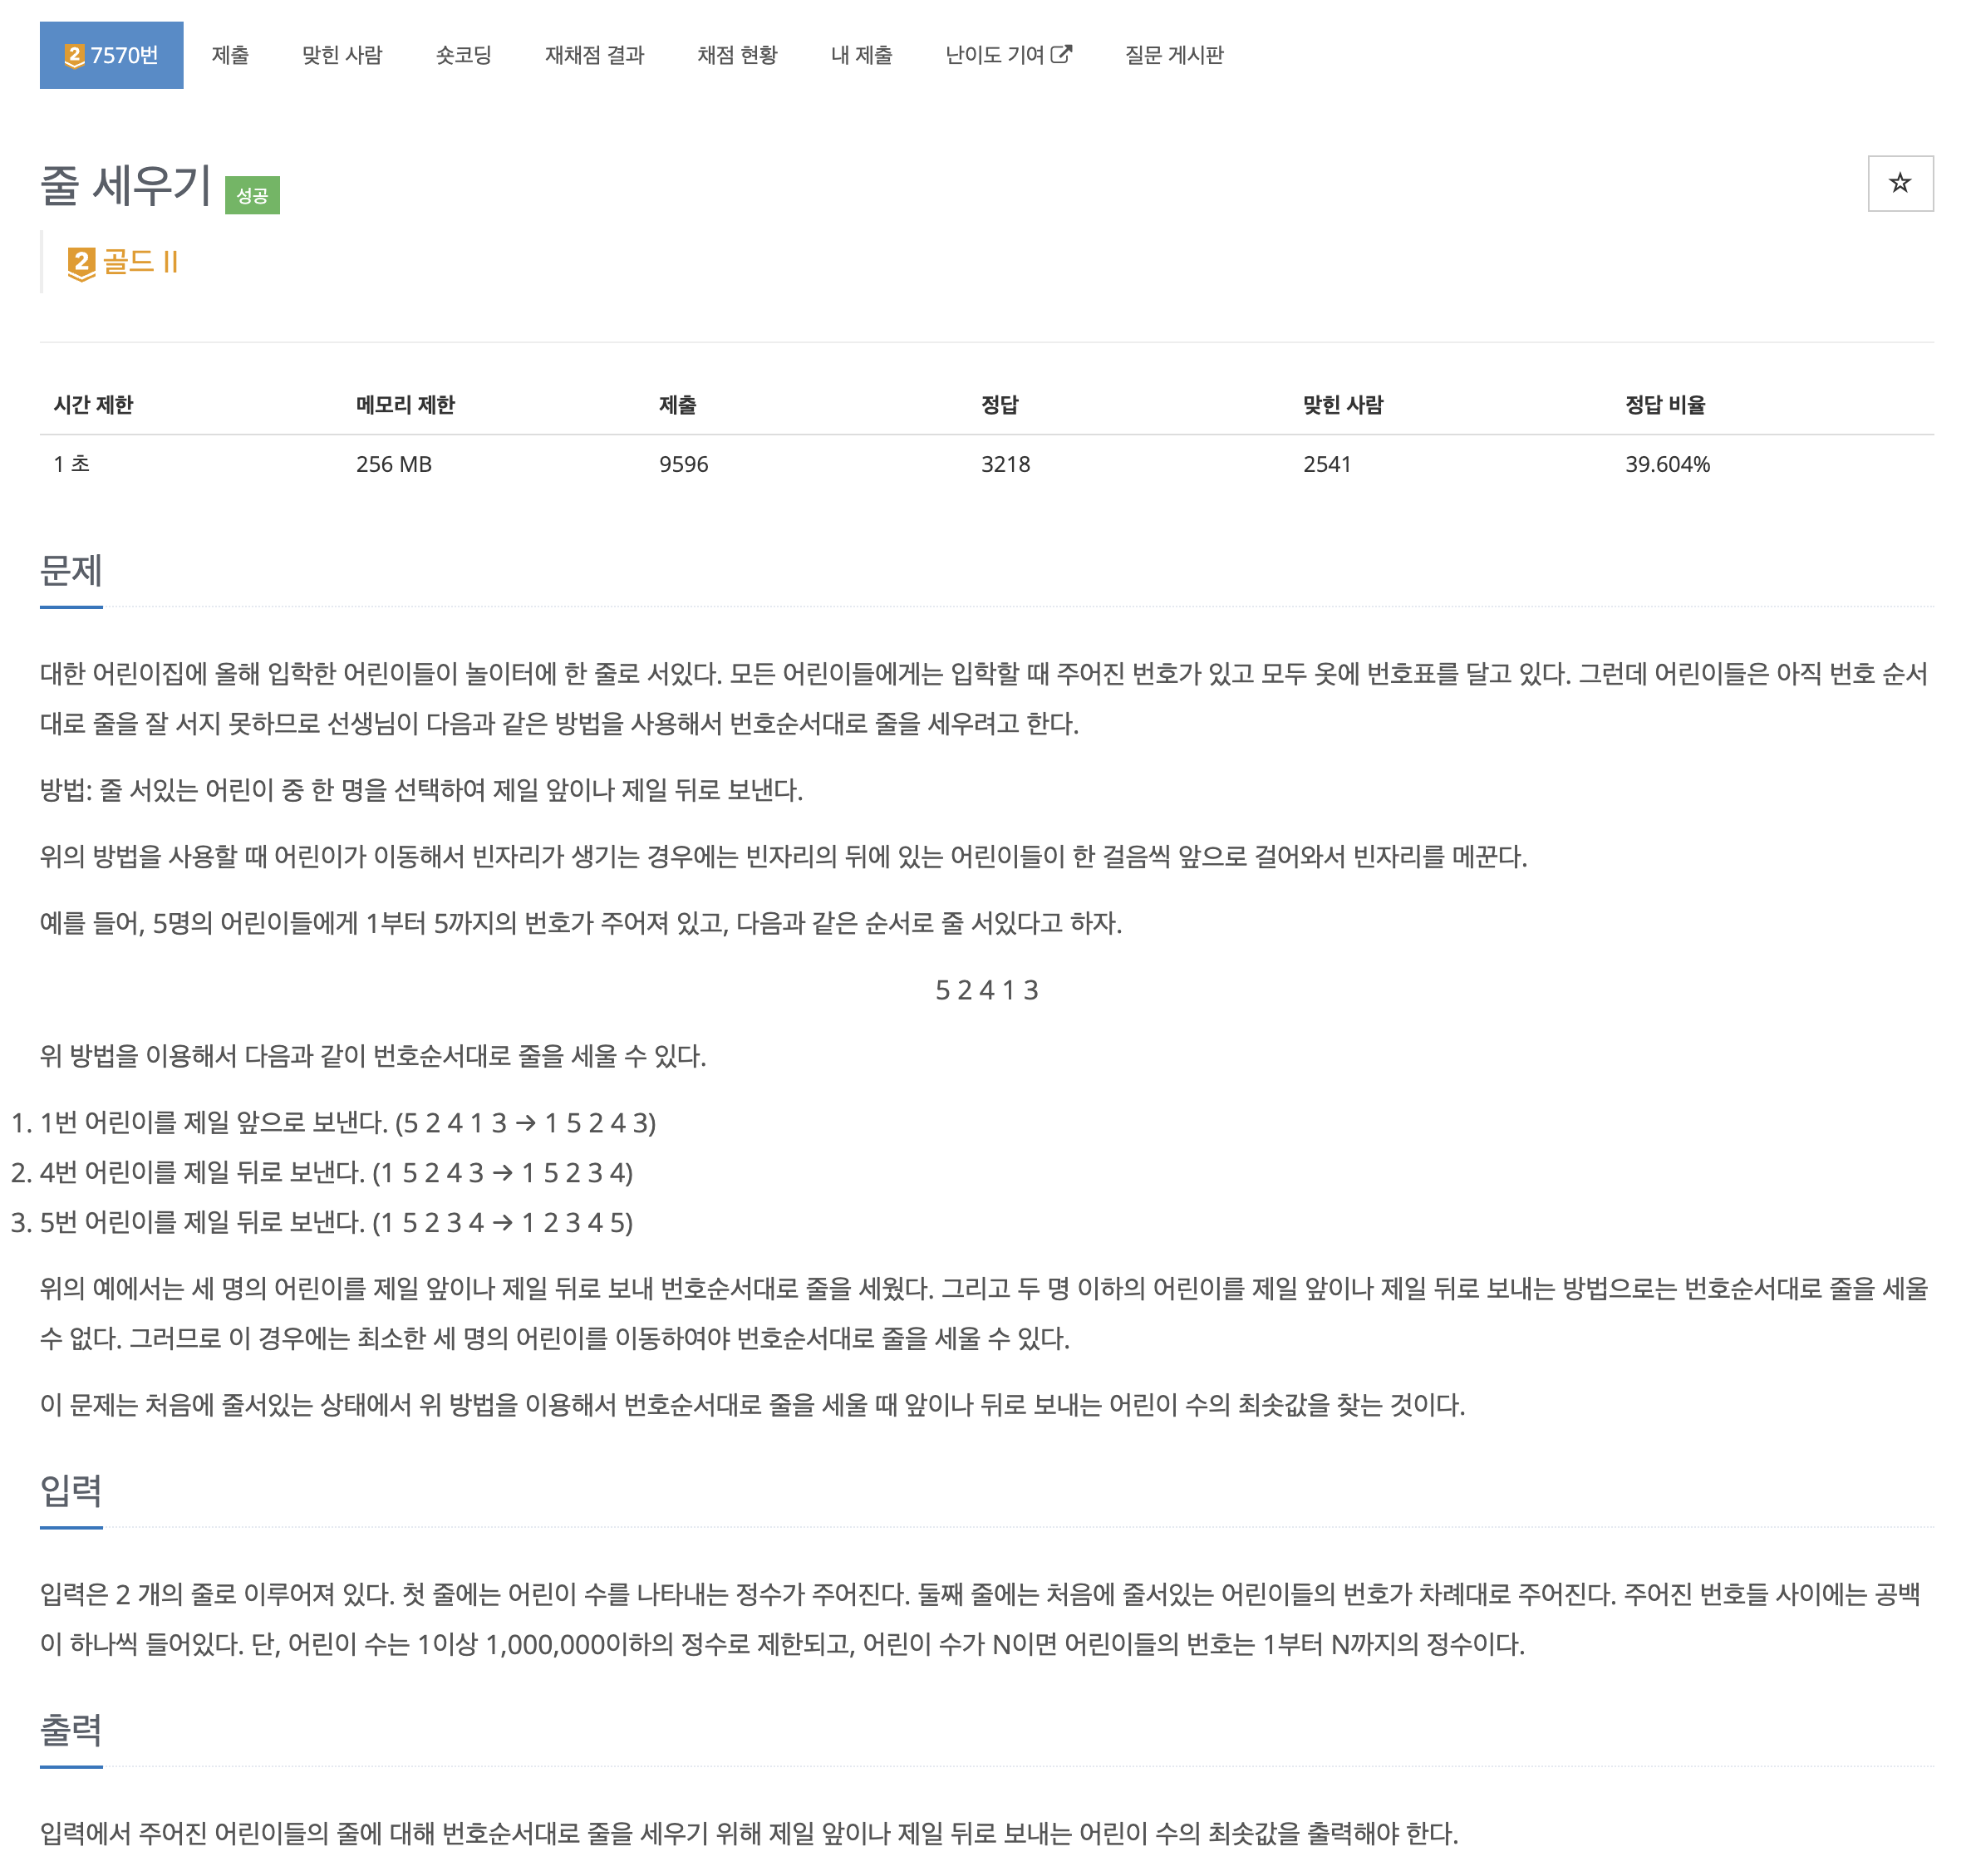 2 7570번 제출 맞힌 사람 숏코딩 재채점 결과 채점 현황 내 제출 난이도 기여 질문 게시판
줄 세우기 성공
2 골드 II
시간 제한 메모리 제한 제출 정답 맞힌 사람 정답 비율
1 초 256 MB 9596 3218 2541 39.604%
문제
대한 어린이집에 올해 입학한 어린이들이 놀이터에 한 줄로 서있다. 모든 어린이들에게는 입학할 때 주어진 번호가 있고 모두 옷에 번호표를 달고 있다. 그런데 어린이들은 아직 번호 순서
대로 줄을 잘 서지 못하므로 선생님이 다음과 같은 방법을 사용해서 번호순서대로 줄을 세우려고 한다.
방법: 줄 서있는 어린이 중 한 명을 선택하여 제일 앞이나 제일 뒤로 보낸다.
위의 방법을 사용할 때 어린이가 이동해서 빈자리가 생기는 경우에는 빈자리의 뒤에 있는 어린이들이 한 걸음씩 앞으로 걸어와서 빈자리를 메꾼다.
예를 들어, 5명의 어린이들에게 1부터 5까지의 번호가 주어져 있고, 다음과 같은 순서로 줄 서있다고 하자.
5 2 4 1 3
위 방법을 이용해서 다음과 같이 번호순서대로 줄을 세울 수 있다.
1. 1번 어린이를 제일 앞으로 보낸다. (5 2 4 1 3 → 1 5 2 4 3)
2. 4번 어린이를 제일 뒤로 보낸다. (1 5 2 4 3 → 1 5 2 3 4)
3. 5번 어린이를 제일 뒤로 보낸다. (1 5 2 3 4 → 1 2 3 4 5)
위의 예에서는 세 명의 어린이를 제일 앞이나 제일 뒤로 보내 번호순서대로 줄을 세웠다. 그리고 두 명 이하의 어린이를 제일 앞이나 제일 뒤로 보내는 방법으로는 번호순서대로 줄을 세울
수 없다. 그러므로 이 경우에는 최소한 세 명의 어린이를 이동하여야 번호순서대로 줄을 세울 수 있다.
이 문제는 처음에 줄서있는 상태에서 위 방법을 이용해서 번호순서대로 줄을 세울 때 앞이나 뒤로 보내는 어린이 수의 최솟값을 찾는 것이다.
입력
입력은 2 개의 줄로 이루어져 있다. 첫 줄에는 어린이 수를 나타내는 정수가 주어진다. 둘째 줄에는 처음에 줄서있는 어린이들의 번호가 차례대로 주어진다. 주어진 번호들 사이에는 공백
이 하나씩 들어있다. 단, 어린이 수는 1이상 1,000,000이하의 정수로 제한되고, 어린이 수가 N이면 어린이들의 번호는 1부터 N까지의 정수이다.
출력
입력에서 주어진 어린이들의 줄에 대해 번호순서대로 줄을 세우기 위해 제일 앞이나 제일 뒤로 보내는 어린이 수의 최솟값을 출력해야 한다.